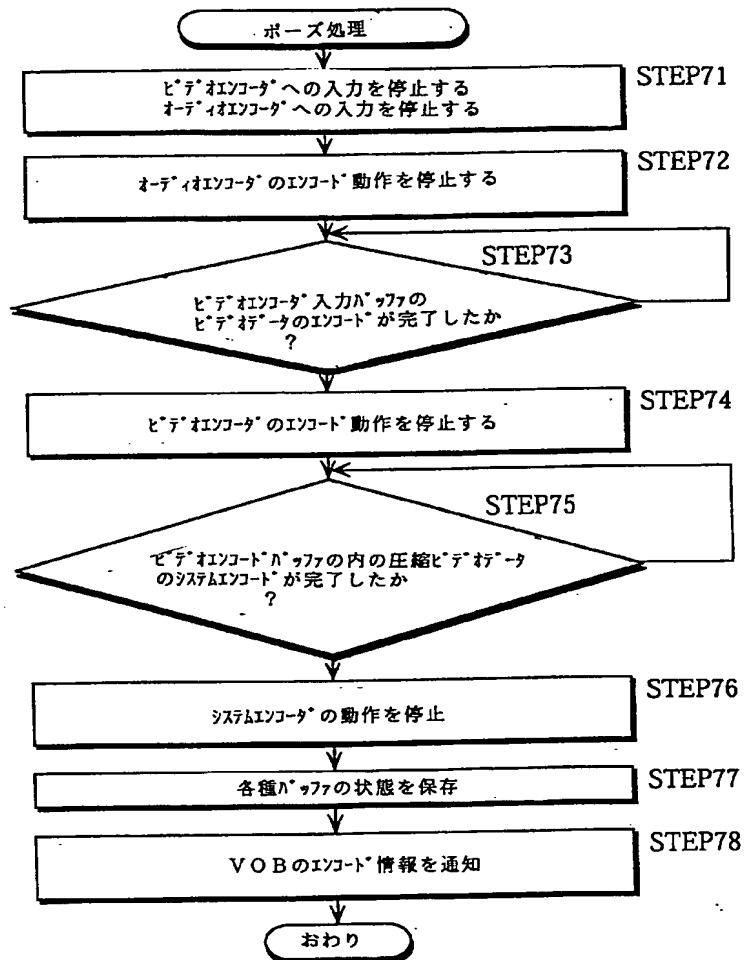 ポーズ処理
STEP71
ﾋﾞﾃﾞｵｴﾝｺｰﾀﾞへの入力を停止する
ｵｰﾃﾞｨｵｴﾝｺｰﾀﾞへの入力を停止する
STEP72
ｵｰﾃﾞｨｵｴﾝｺｰﾀﾞのｴﾝｺｰﾄﾞ動作を停止する
STEP73
ﾋﾞﾃﾞｵｴﾝｺｰﾀﾞ入力ﾊﾞｯﾌｧの
ﾋﾞﾃﾞｵﾃﾞｰﾀのｴﾝｺｰﾄﾞが完了したか
?
STEP74
ﾋﾞﾃﾞｵｴﾝｺｰﾀﾞのｴﾝｺｰﾄﾞ動作を停止する
STEP75
ﾋﾞﾃﾞｵｴﾝｺｰﾄﾞﾊﾞｯﾌｧの内の圧縮ﾋﾞﾃﾞｵﾃﾞｰﾀ
のｼｽﾃﾑｴﾝｺｰﾄﾞが完了したか
?
STEP76
ｼｽﾃﾑｴﾝｺｰﾀﾞの動作を停止
STEP77
各種ﾊﾞｯﾌｧの状態を保存
STEP78
VOBのｴﾝｺｰﾄﾞ情報を通知
おわり